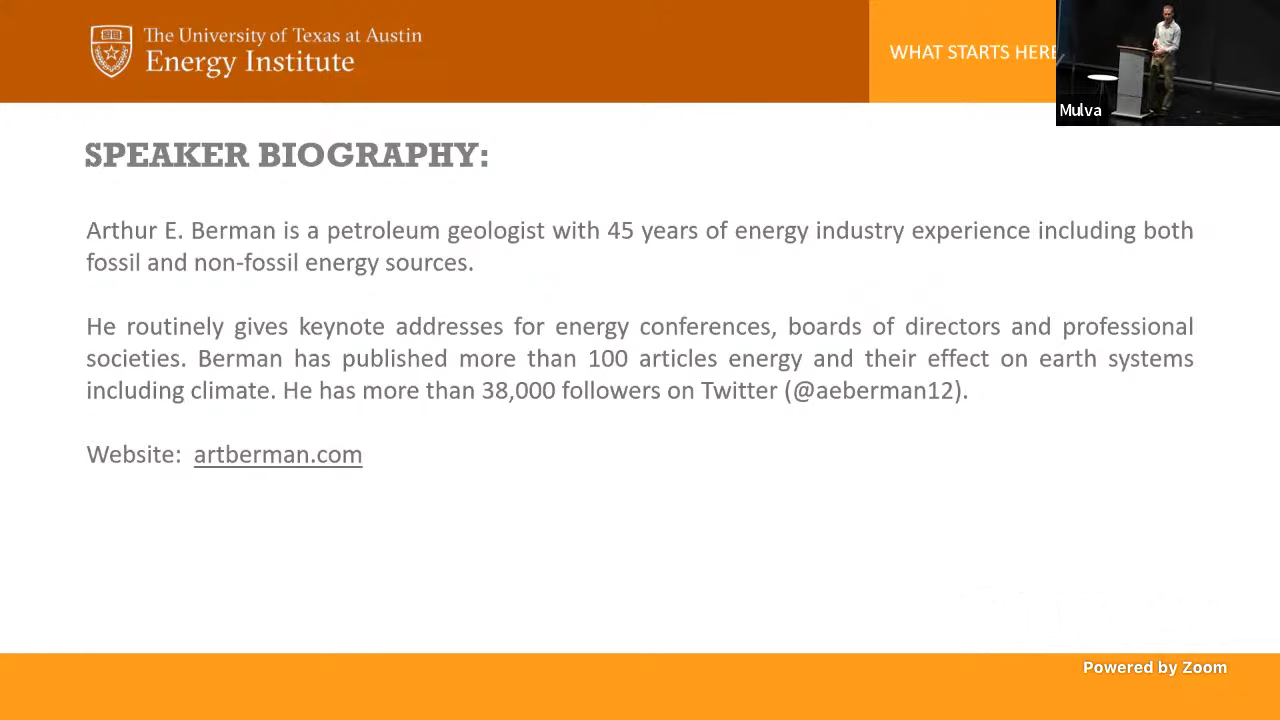 The University of Texas at Austin
Energy Institute
WHAT STARTS HERE
Mulva
SPEAKER BIOGRAPHY:
Arthur E. Berman is a petroleum geologist with 45 years of energy industry experience including both
fossil and non-fossil energy sources.
He routinely gives keynote addresses for energy conferences, boards of directors and professional
societies. Berman has published more than 100 articles energy and their effect on earth systems
including climate. He has more than 38,000 followers on Twitter (@aeberman12).
Website: artberman.com
Powered by Zoom